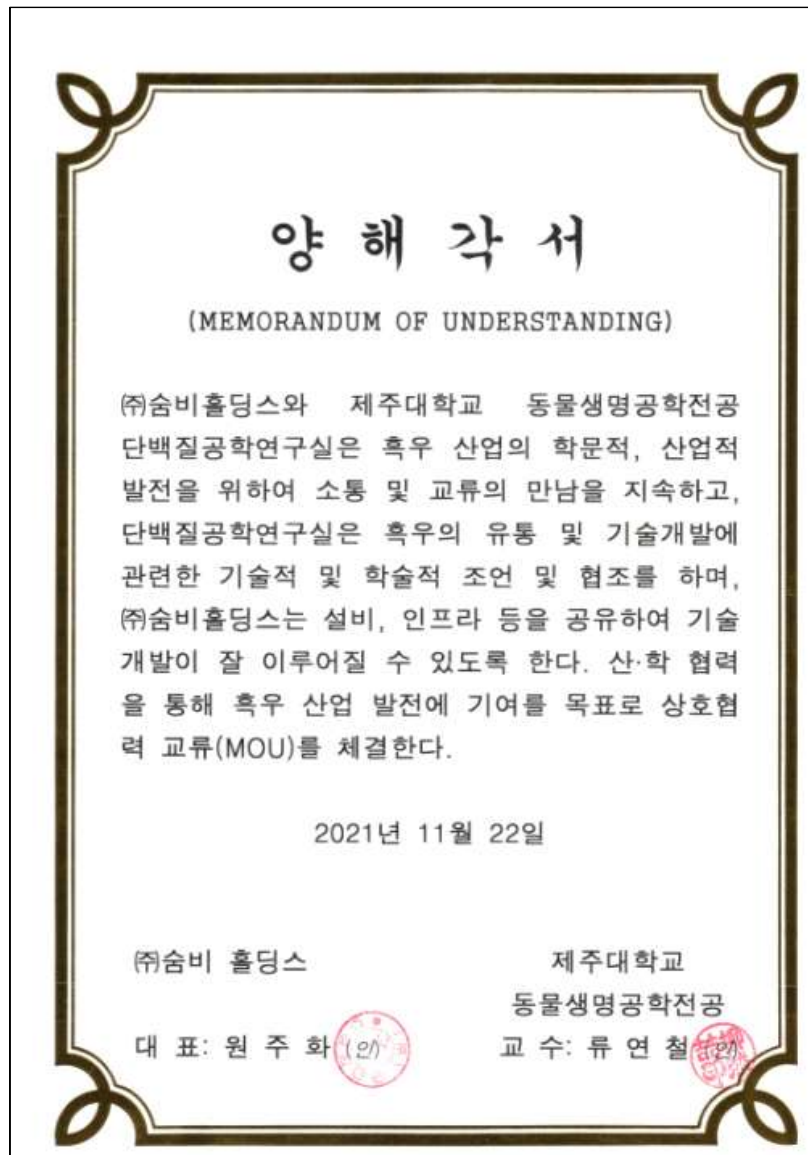 양 해 각 서
(MEMORANDUM OF UNDERSTANDING)
㈜숨비홀딩스와 제주대학교 동물생명공학전공
단백질공학연구실은 흑우 산업의 학문적, 산업적
발전을 위하여 소통 및 교류의 만남을 지속하고,
단백질공학연구실은 흑우의 유통 및 기술개발에
관련한 기술적 및 학술적 조언 및 협조를 하며,
㈜숨비홀딩스는 설비, 인프라 등을 공유하여 기술
개발이 잘 이루어질 수 있도록 한다. 산·학 협력
을 통해 흑우 산업 발전에 기여를 목표로 상호협
력 교류(MOU)를 체결한다.
2021년 11월 22일
㈜숨비 홀딩스
대 표: 원 주 화 (인)
제주대학교
동물생명공학전공
교 수: 류 연 철 (인)